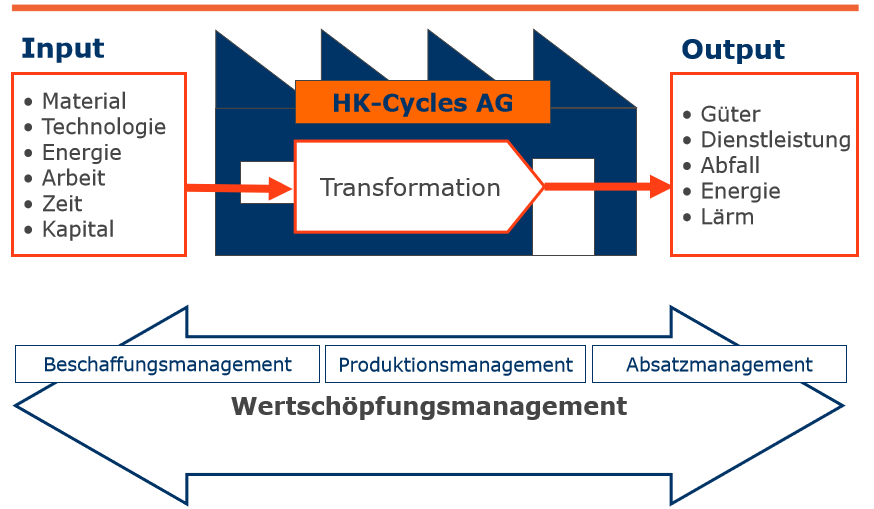 Input
• Material
• Technologie
• Energie
• Arbeit
• Zeit
• Kapital
HK-Cycles AG
Transformation
Output
• Güter
• Dienstleistung
• Abfall
• Energie
• Lärm
Beschaffungsmanagement
Produktionsmanagement
Absatzmanagement
Wertschöpfungsmanagement